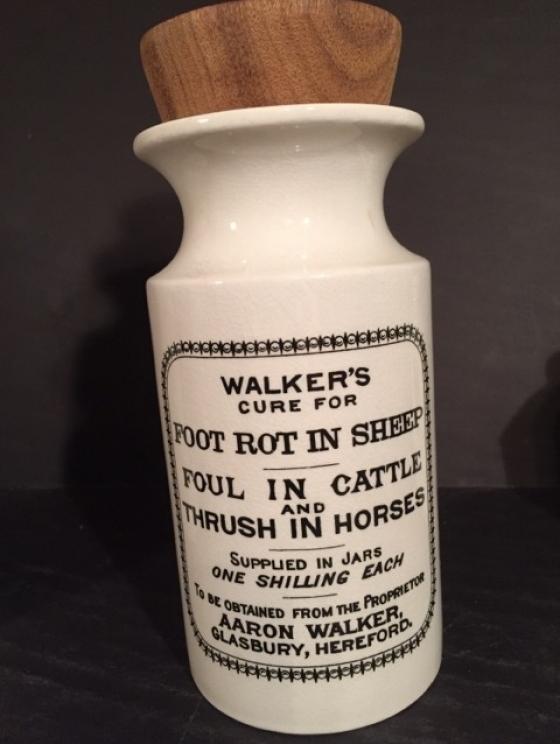 WALKER'S
CURE FOR
FOOT ROT IN SHEEP
FOUL IN CATTLE
AND
THRUSH IN HORSES
SUPPLIED IN JARS
ONE SHILLING EACH
TO BE OBTAINED FROM THE PROPRIETOR
AARON WALKER,
GLASBURY, HEREFORD.